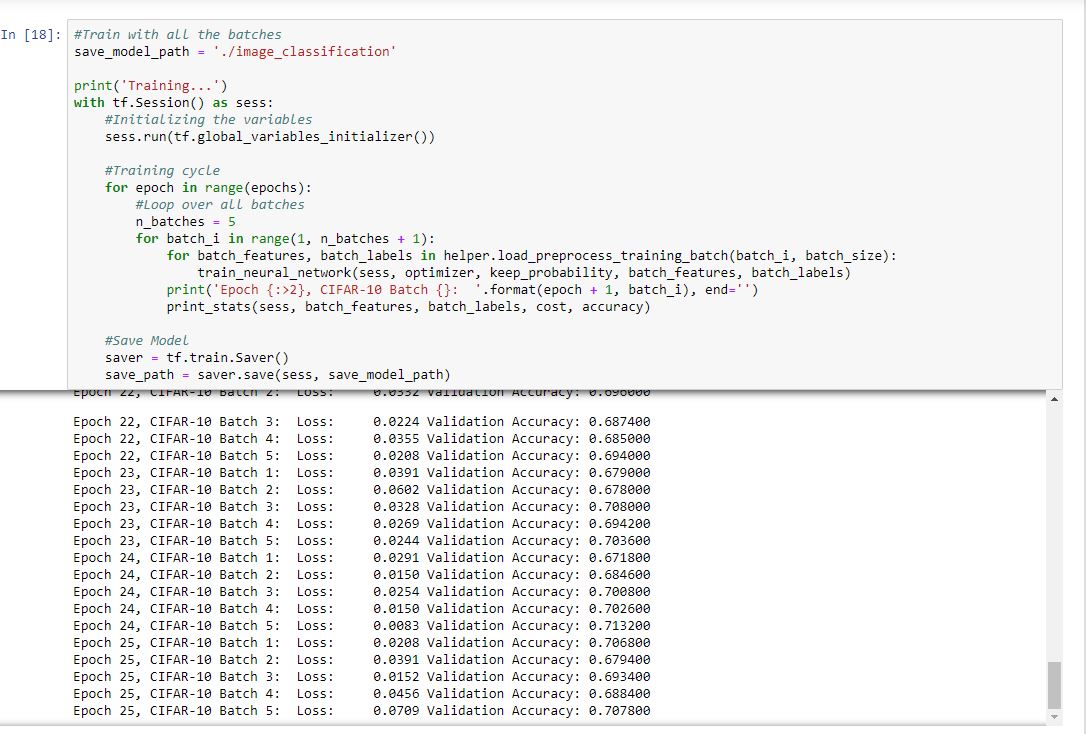 In [18]:
#Train with all the batches
save_model_path = './image_classification'
print('Training...')
with tf.Session() as sess:
    #Initializing the variables
    sess.run(tf.global_variables_initializer())
    #Training cycle
    for epoch in range(epochs):
        #Loop over all batches
        n_batches = 5
        for batch_i in range(1, n_batches + 1):
            for batch_features, batch_labels in helper.load_preprocess_training_batch(batch_i, batch_size):
                train_neural_network(sess, optimizer, keep_probability, batch_features, batch_labels)
            print('Epoch {:>2}, CIFAR-10 Batch {}:  '.format(epoch + 1, batch_i), end='')
            print_stats(sess, batch_features, batch_labels, cost, accuracy)
    #Save Model
    saver = tf.train.Saver()
    save_path = saver.save(sess, save_model_path)
Epoch 22, CIFAR-10 Batch 2:  Loss:     0.0332 Validation Accuracy: 0.696000
Epoch 22, CIFAR-10 Batch 3:  Loss:     0.0224 Validation Accuracy: 0.687400
Epoch 22, CIFAR-10 Batch 4:  Loss:     0.0355 Validation Accuracy: 0.685000
Epoch 22, CIFAR-10 Batch 5:  Loss:     0.0208 Validation Accuracy: 0.694000
Epoch 23, CIFAR-10 Batch 1:  Loss:     0.0391 Validation Accuracy: 0.679000
Epoch 23, CIFAR-10 Batch 2:  Loss:     0.0602 Validation Accuracy: 0.678000
Epoch 23, CIFAR-10 Batch 3:  Loss:     0.0328 Validation Accuracy: 0.708000
Epoch 23, CIFAR-10 Batch 4:  Loss:     0.0269 Validation Accuracy: 0.694200
Epoch 23, CIFAR-10 Batch 5:  Loss:     0.0244 Validation Accuracy: 0.703600
Epoch 24, CIFAR-10 Batch 1:  Loss:     0.0291 Validation Accuracy: 0.671800
Epoch 24, CIFAR-10 Batch 2:  Loss:     0.0150 Validation Accuracy: 0.684600
Epoch 24, CIFAR-10 Batch 3:  Loss:     0.0254 Validation Accuracy: 0.700800
Epoch 24, CIFAR-10 Batch 4:  Loss:     0.0150 Validation Accuracy: 0.702600
Epoch 24, CIFAR-10 Batch 5:  Loss:     0.0083 Validation Accuracy: 0.713200
Epoch 25, CIFAR-10 Batch 1:  Loss:     0.0208 Validation Accuracy: 0.706800
Epoch 25, CIFAR-10 Batch 2:  Loss:     0.0391 Validation Accuracy: 0.679400
Epoch 25, CIFAR-10 Batch 3:  Loss:     0.0152 Validation Accuracy: 0.693400
Epoch 25, CIFAR-10 Batch 4:  Loss:     0.0456 Validation Accuracy: 0.688400
Epoch 25, CIFAR-10 Batch 5:  Loss:     0.0709 Validation Accuracy: 0.707800